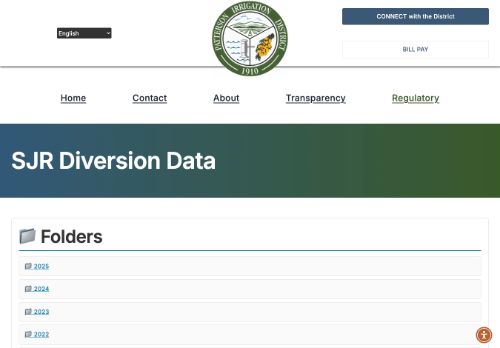 English
PATTERSON IRRIGATION DISTRICT
1910
CONNECT with the District
BILL PAY
Home
Contact
About
Transparency
Regulatory
SJR Diversion Data
Folders
2025
2024
2023
2022